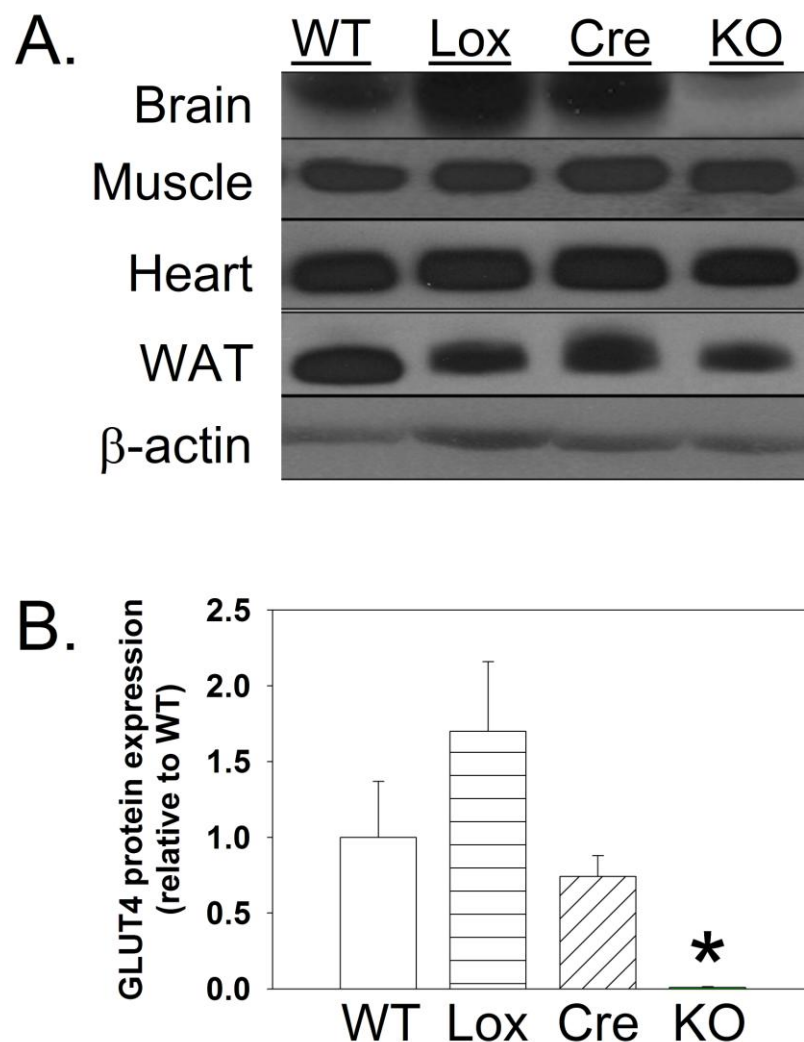 A.
WT Lox Cre KO
Brain
Muscle
Heart
WAT
β-actin
B.
GLUT4 protein expression
(relative to WT)
2.5
2.0
1.5
1.0
0.5
0.0
*
WT Lox Cre KO